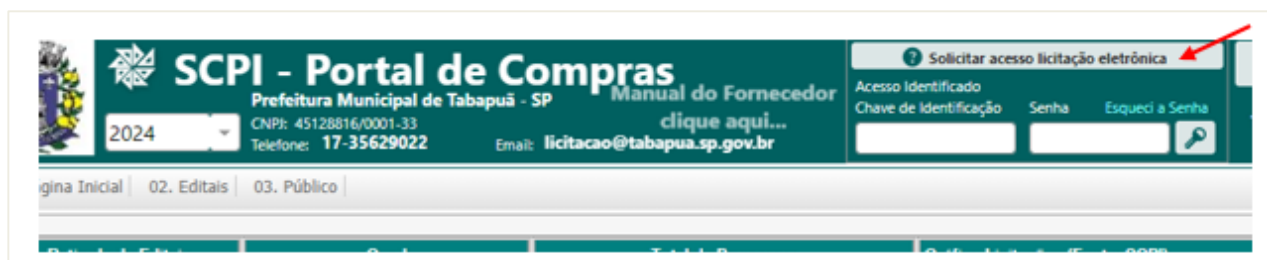 SCPI - Portal de Compras
Prefeitura Municipal de Tabapuã - SP
Manual do Fornecedor
clique aqui...
2024
CNPJ: 45128816/0001-33
Telefone: 17-35629022
Email: licitacao@tabapua.sp.gov.br
Solicitar acesso licitação eletrônica
Acesso Identificado
Chave de Identificação Senha Esqueci a Senha
gina Inicial 02. Editais 03. Público